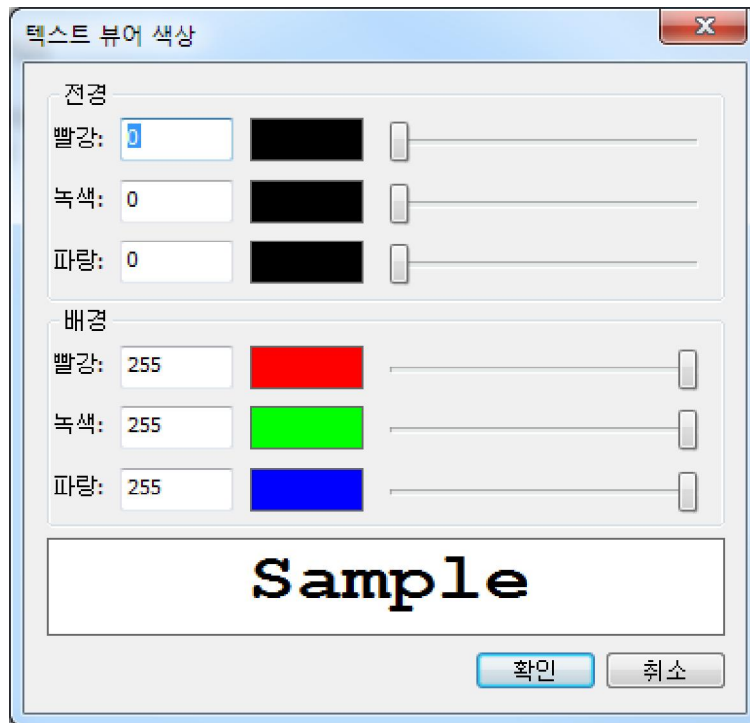 텍스트 뷰어 색상
전경
빨강: 0
녹색: 0
파랑: 0
배경
빨강: 255
녹색: 255
파랑: 255
Sample
확인 취소